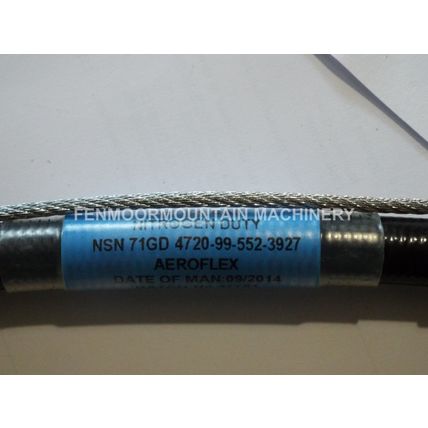 FENMOORMOUNTAIN MACHINERY
NITROGEN DUTY
NSN 71GD 4720-99-552-3927
AEROFLEX
DATE OF MAN:09/2014